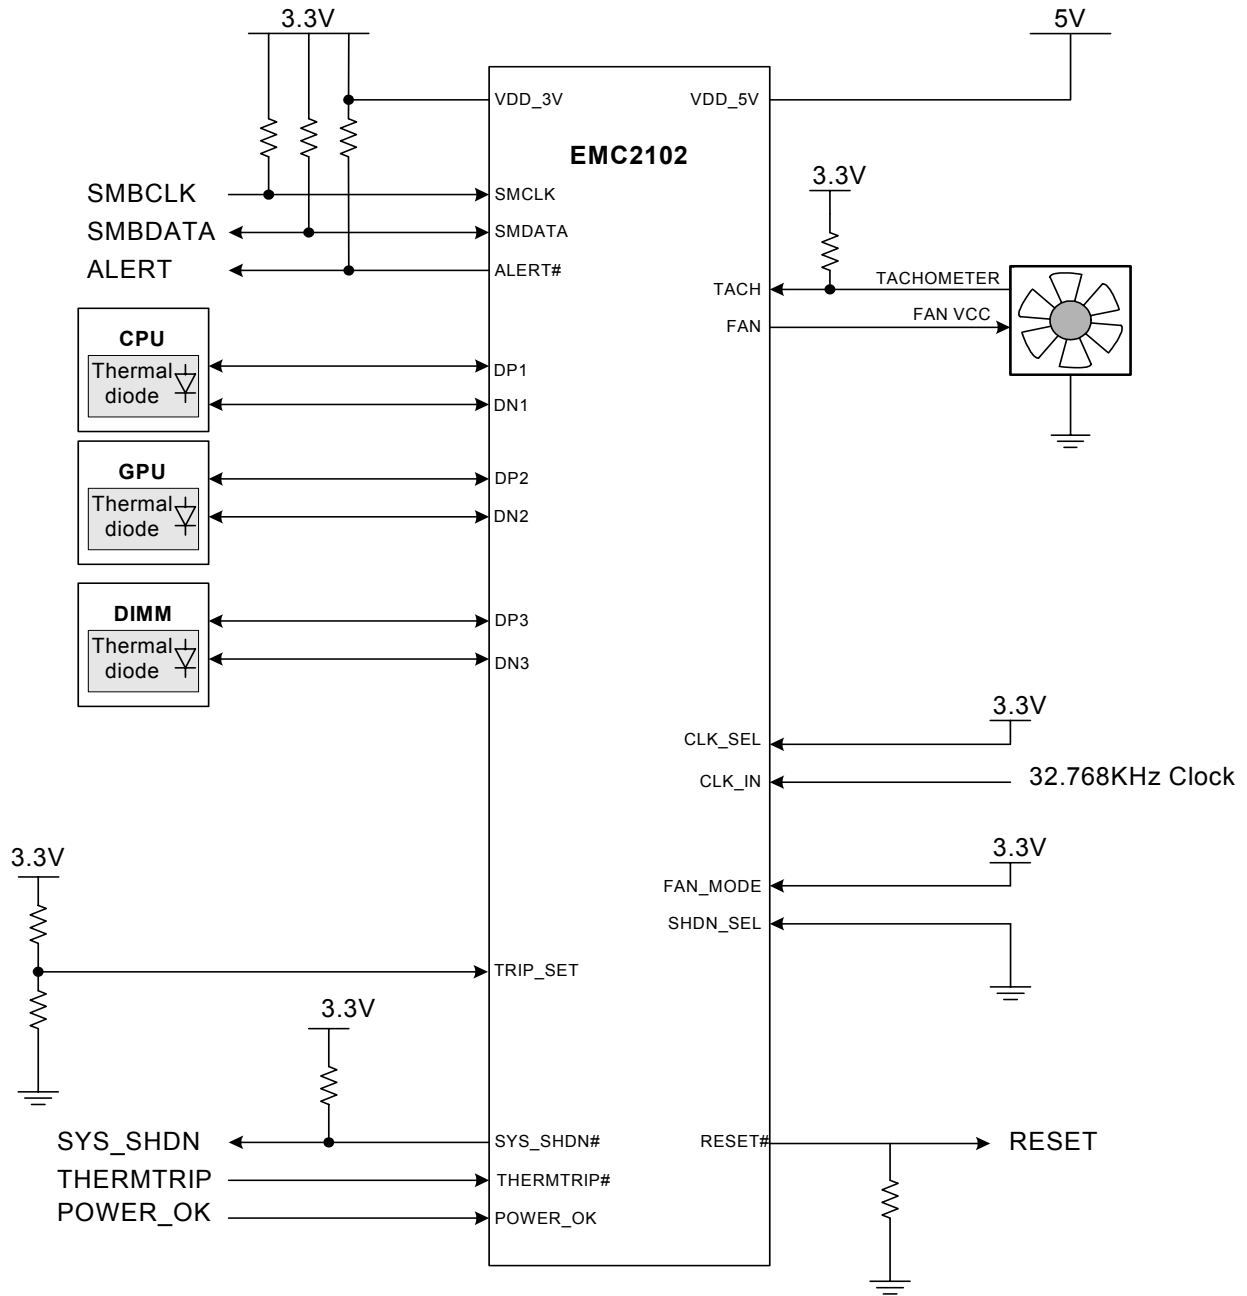 3.3V
5V
VDD_3V
VDD_5V
EMC2102
3.3V
SMBCLK
SMCLK
SMBDATA
SMDATA
ALERT
ALERT#
TACH
TACHOMETER
FAN
FAN VCC
CPU
Thermal
diode
DP1
DN1
GPU
Thermal
diode
DP2
DN2
DIMM
Thermal
diode
DP3
DN3
3.3V
CLK_SEL
CLK_IN
32.768KHz Clock
3.3V
3.3V
FAN_MODE
SHDN_SEL
TRIP_SET
3.3V
SYS_SHDN
SYS_SHDN#
RESET#
RESET
THERMTRIP
THERMTRIP#
POWER_OK
POWER_OK